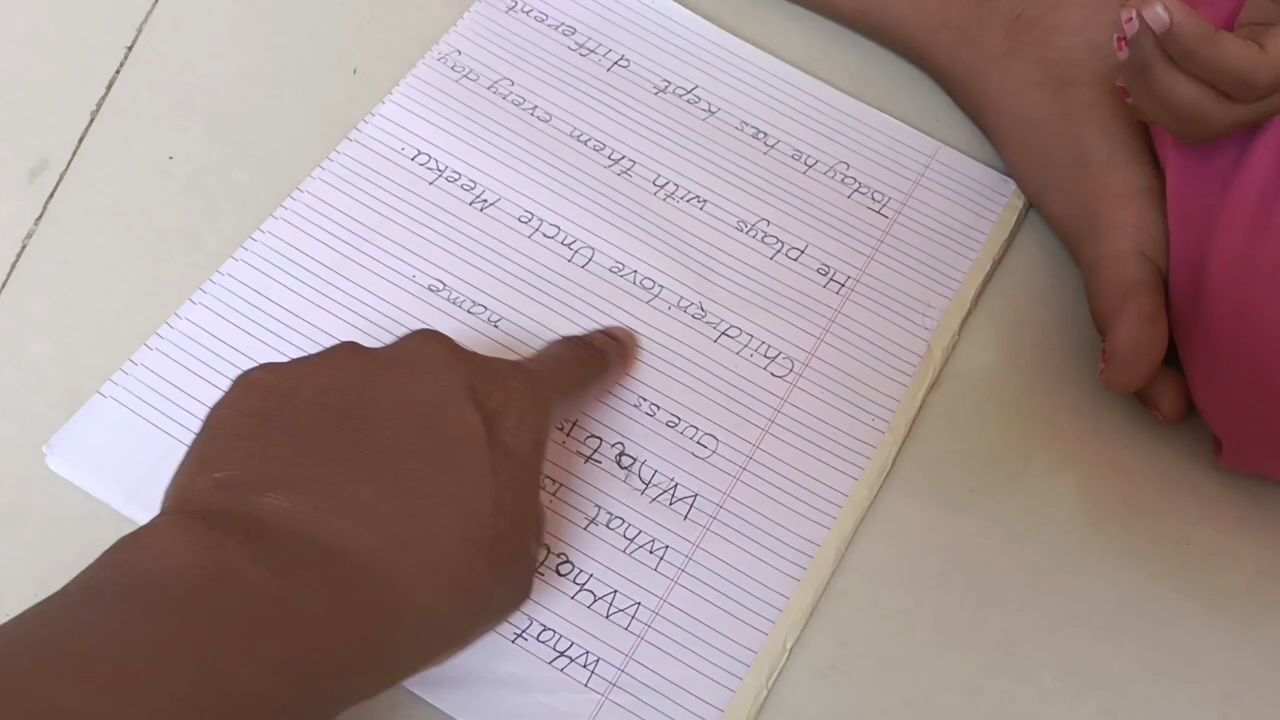 What
What
What is
What is
Guess name
Children love Uncle Meeku.
He plays with them every day.
Today he has kept different